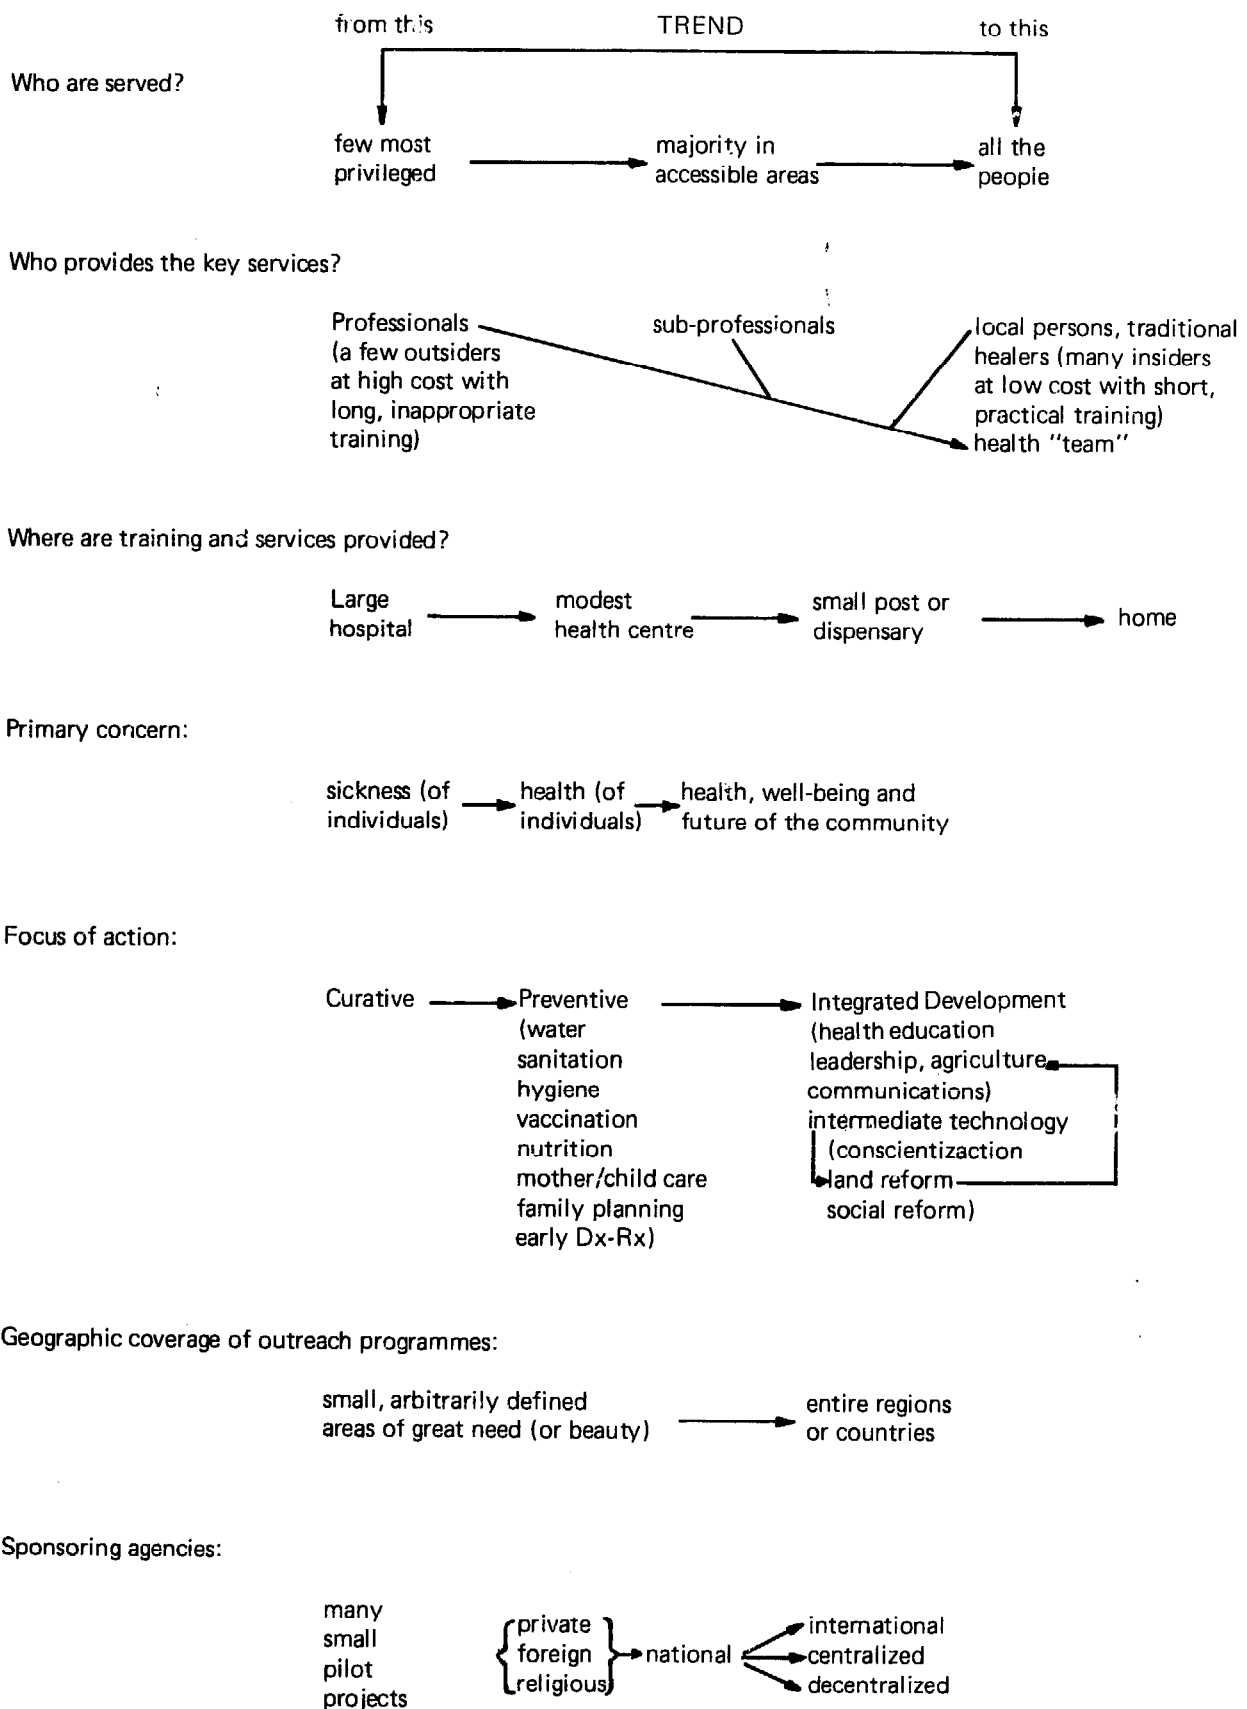 from this TREND to this
Who are served?
few most majority in all the
privileged accessible areas people
Who provides the key services?
Professionals sub-professionals local persons, traditional
(a few outsiders healers (many insiders
at high cost with at low cost with short,
long, inappropriate practical training)
training) health "team"
Where are training and services provided?
Large modest small post or
hospital health centre dispensary home
Primary concern:
sickness (of health (of health, well-being and
individuals) individuals) future of the community
Focus of action:
Curative Preventive Integrated Development
(water (health education
sanitation leadership, agriculture
hygiene communications)
vaccination intermediate technology
nutrition (conscientizaction
mother/child care land reform
family planning social reform)
early Dx-Rx)
Geographic coverage of outreach programmes:
small, arbitrarily defined entire regions
areas of great need (or beauty) or countries
Sponsoring agencies:
many private international
small foreign national centralized
pilot religious decentralized
projects